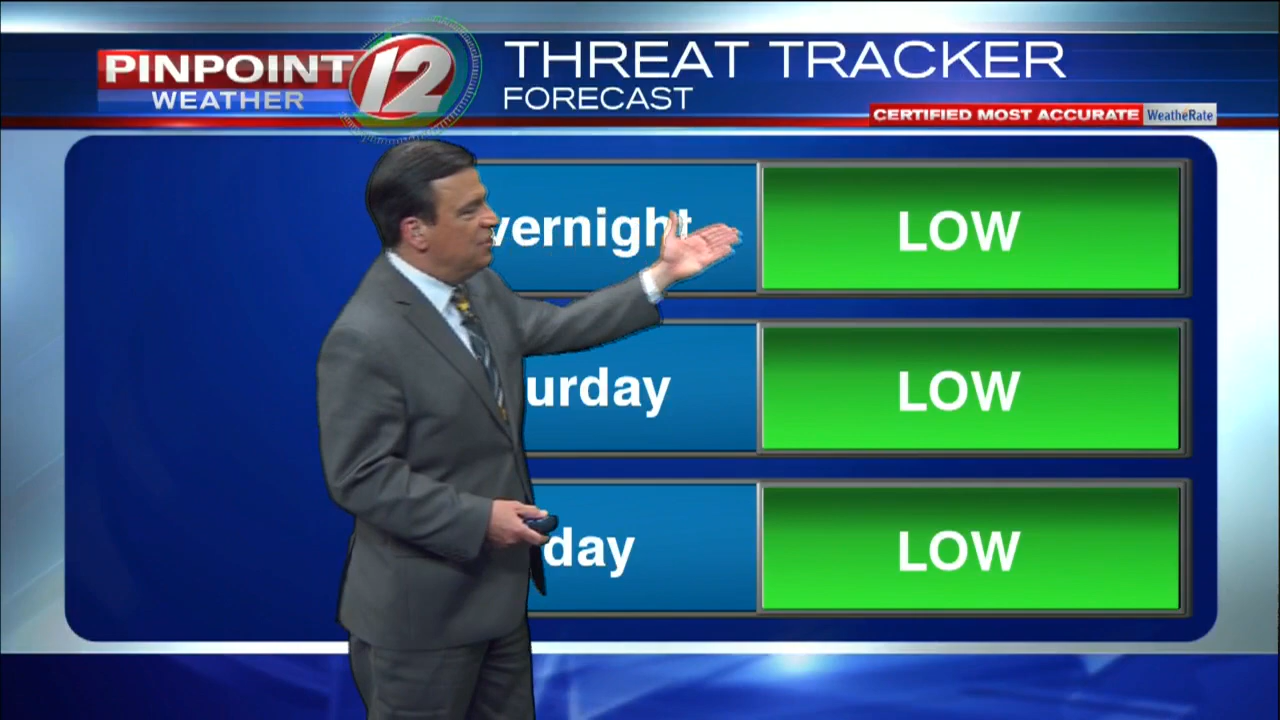 PINPOINT
WEATHER
12
THREAT TRACKER
FORECAST
CERTIFIED MOST ACCURATE WeatheRate
vernight LOW
urday LOW
day LOW